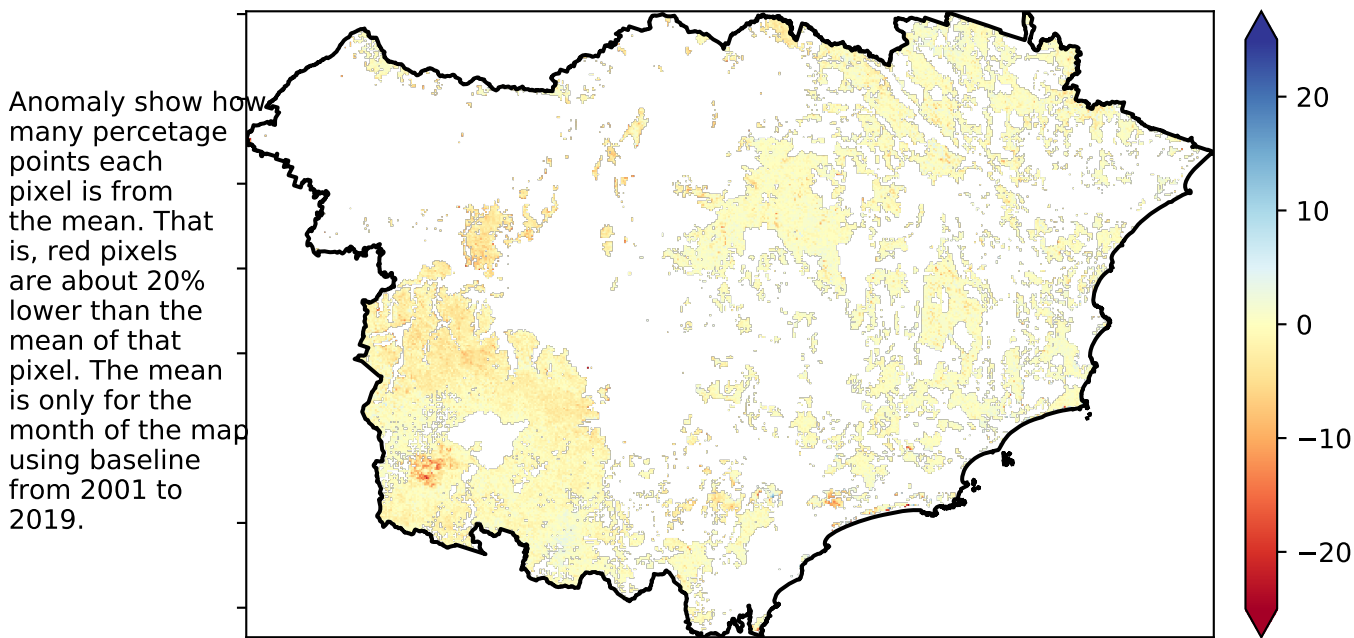 Anomaly show how
many percetage
points each
pixel is from
the mean. That
is, red pixels
are about 20%
lower than the
mean of that
pixel. The mean
is only for the
month of the map
using baseline
from 2001 to
2019.
20
10
0
−10
−20